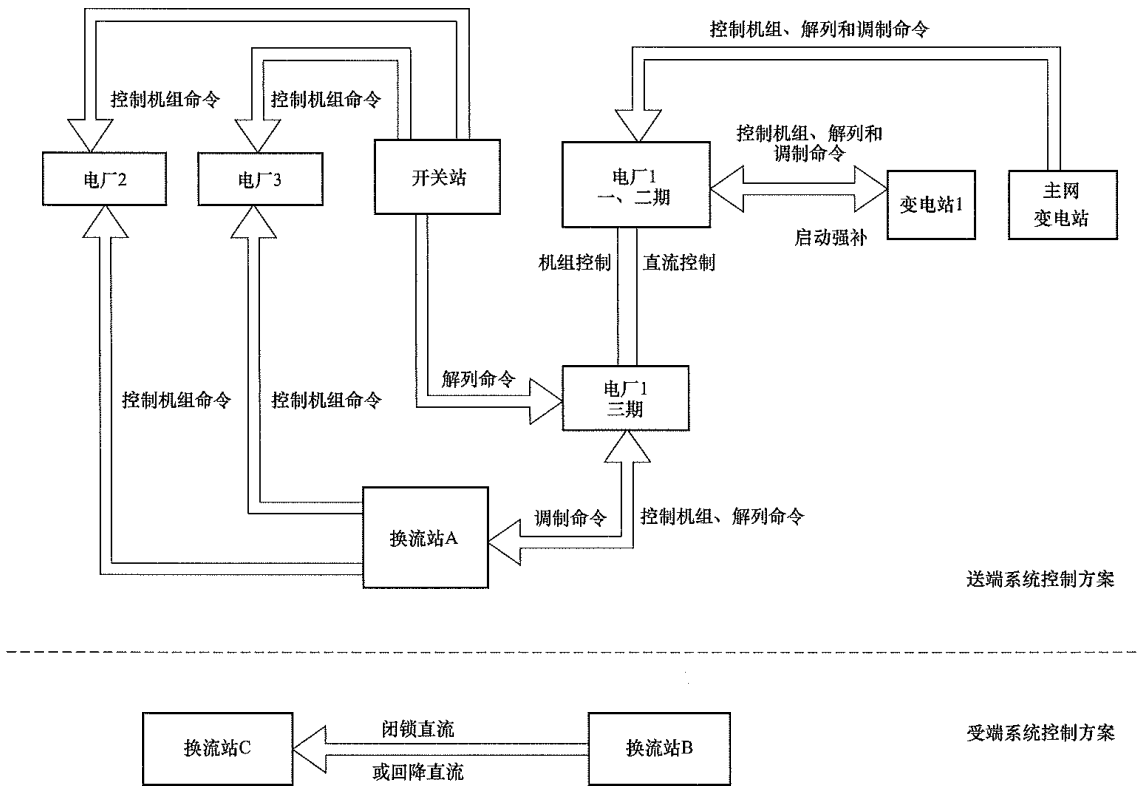 控制机组、解列和调制命令
控制机组命令
控制机组命令
控制机组、解列和
调制命令
电厂2
电厂3
开关站
电厂1
一、二期
变电站1
主网
变电站
启动强补
机组控制
直流控制
解列命令
电厂1
三期
控制机组命令
控制机组命令
换流站A
调制命令
控制机组、解列命令
送端系统控制方案
换流站C
闭锁直流
或回降直流
换流站B
受端系统控制方案